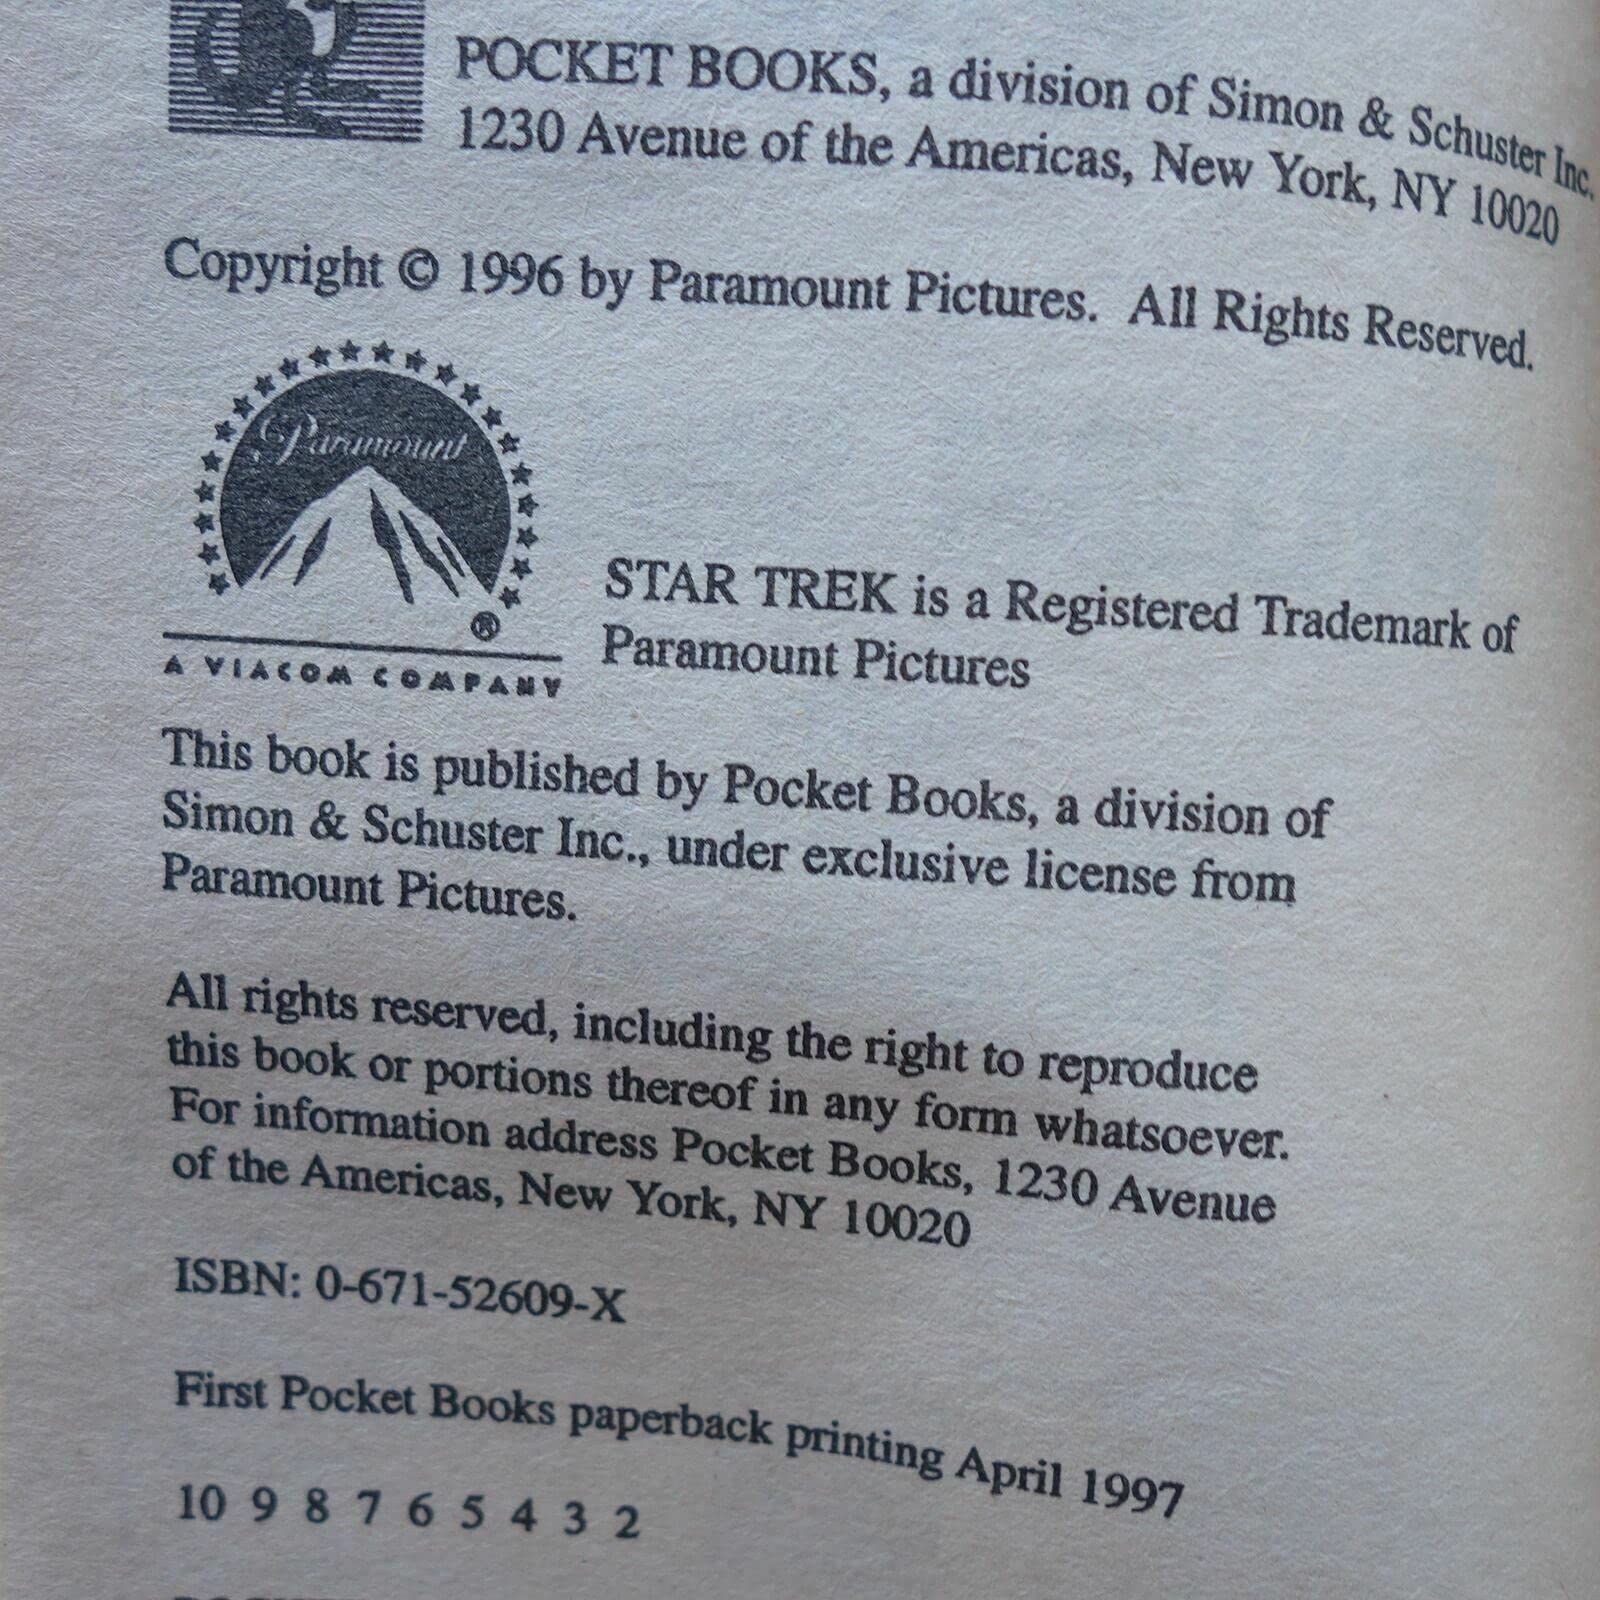 POCKET BOOKS, a division of Simon & Schuster Inc.
1230 Avenue of the Americas, New York, NY 10020
Copyright © 1996 by Paramount Pictures. All Rights Reserved.
Paramount
®
A VIACOM COMPANY
STAR TREK is a Registered Trademark of
Paramount Pictures
This book is published by Pocket Books, a division of
Simon & Schuster Inc., under exclusive license from
Paramount Pictures.
All rights reserved, including the right to reproduce
this book or portions thereof in any form whatsoever.
For information address Pocket Books, 1230 Avenue
of the Americas, New York, NY 10020
ISBN: 0-671-52609-X
First Pocket Books paperback printing April 1997
10 9 8 7 6 5 4 3 2